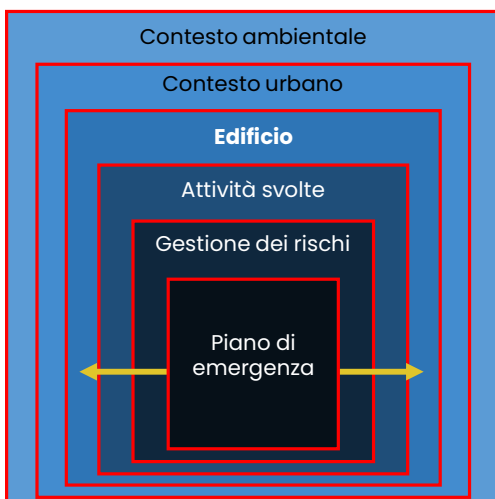 Contesto ambientale
Contesto urbano
Edificio
Attività svolte
Gestione dei rischi
Piano di
emergenza